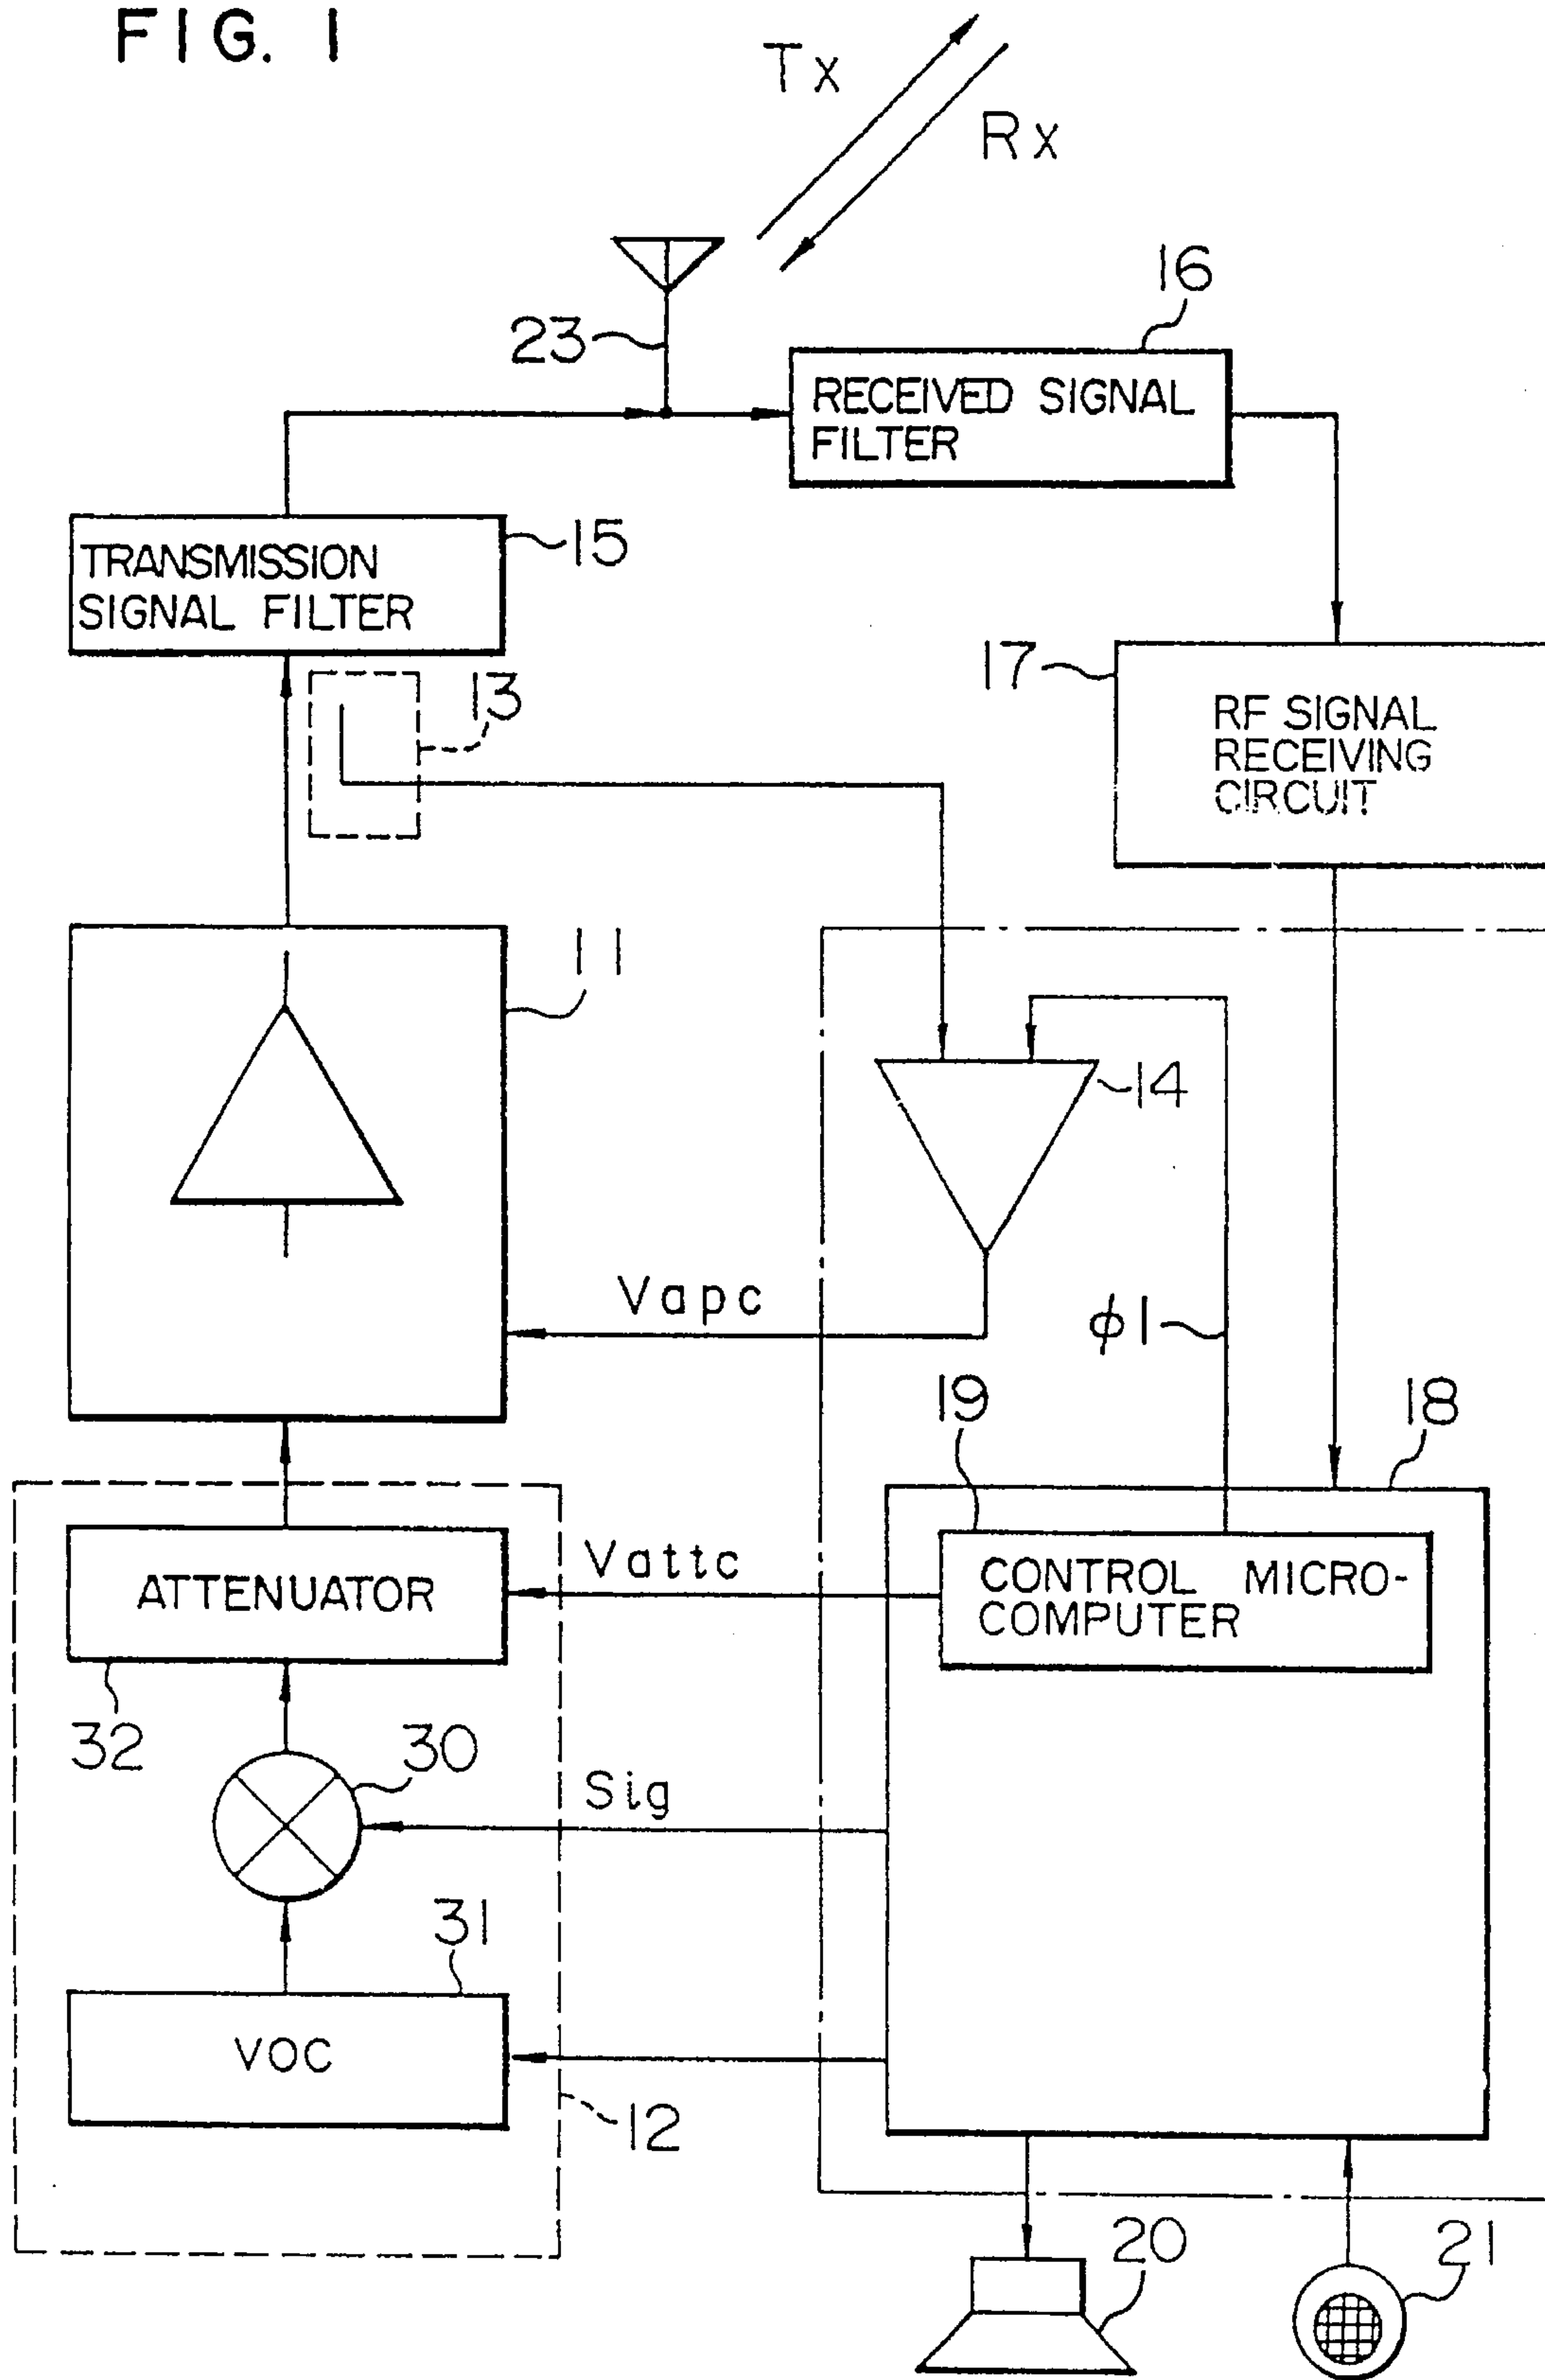 FIG. 1
Tx
Rx
16
23
RECEIVED SIGNAL
FILTER
15
TRANSMISSION
SIGNAL FILTER
17
13
RF SIGNAL
RECEIVING
CIRCUIT
11
14
Vapc
ϕ1
19
18
Vattc
CONTROL MICRO-
COMPUTER
ATTENUATOR
32
30
Sig
31
VOC
12
20
21